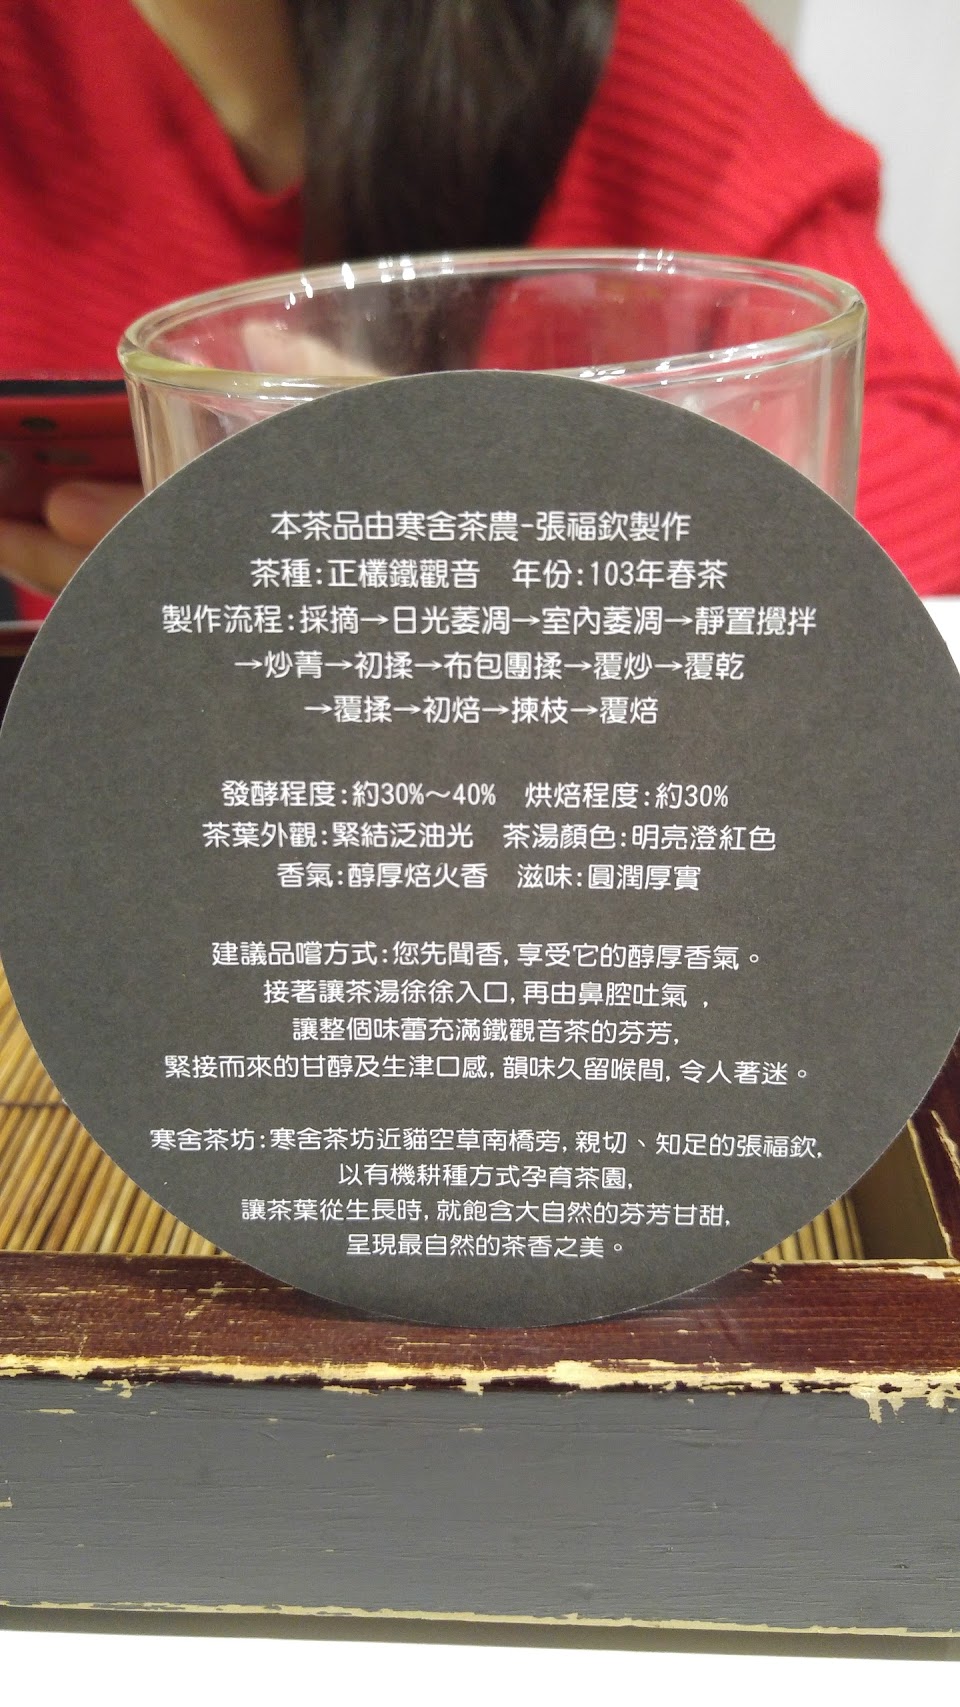 本茶品由寒舍茶農-張福欽製作
茶種:正欉鐵觀音 年份:103年春茶
製作流程:採摘→日光萎凋→室內萎凋→靜置攪拌
→炒菁→初揉→布包團揉→覆炒→覆乾
→覆揉→初焙→揀枝→覆焙
發酵程度:約30%～40% 烘焙程度:約30%
茶葉外觀:緊結泛油光 茶湯顏色:明亮澄紅色
香氣:醇厚焙火香 滋味:圓潤厚實
建議品嚐方式:您先聞香,享受它的醇厚香氣。
接著讓茶湯徐徐入口,再由鼻腔吐氣 ,
讓整個味蕾充滿鐵觀音茶的芬芳,
緊接而來的甘醇及生津口感,韻味久留喉間,令人著迷。
寒舍茶坊:寒舍茶坊近貓空草南橋旁,親切、知足的張福欽,
以有機耕種方式孕育茶園,
讓茶葉從生長時,就飽含大自然的芬芳甘甜,
呈現最自然的茶香之美。